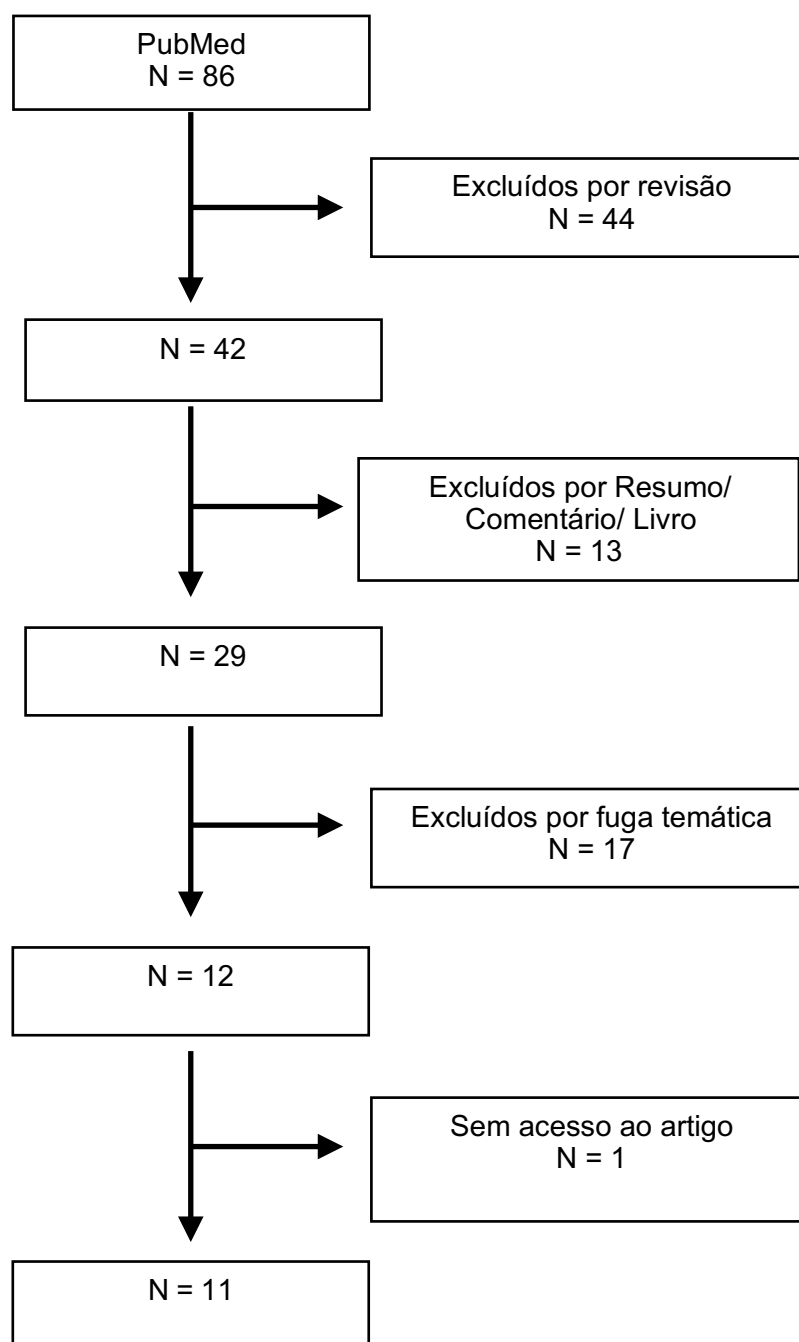 PubMed
N = 86
Excluídos por revisão
N = 44
N = 42
Excluídos por Resumo/
Comentário/ Livro
N = 13
N = 29
Excluídos por fuga temática
N = 17
N = 12
Sem acesso ao artigo
N = 1
N = 11